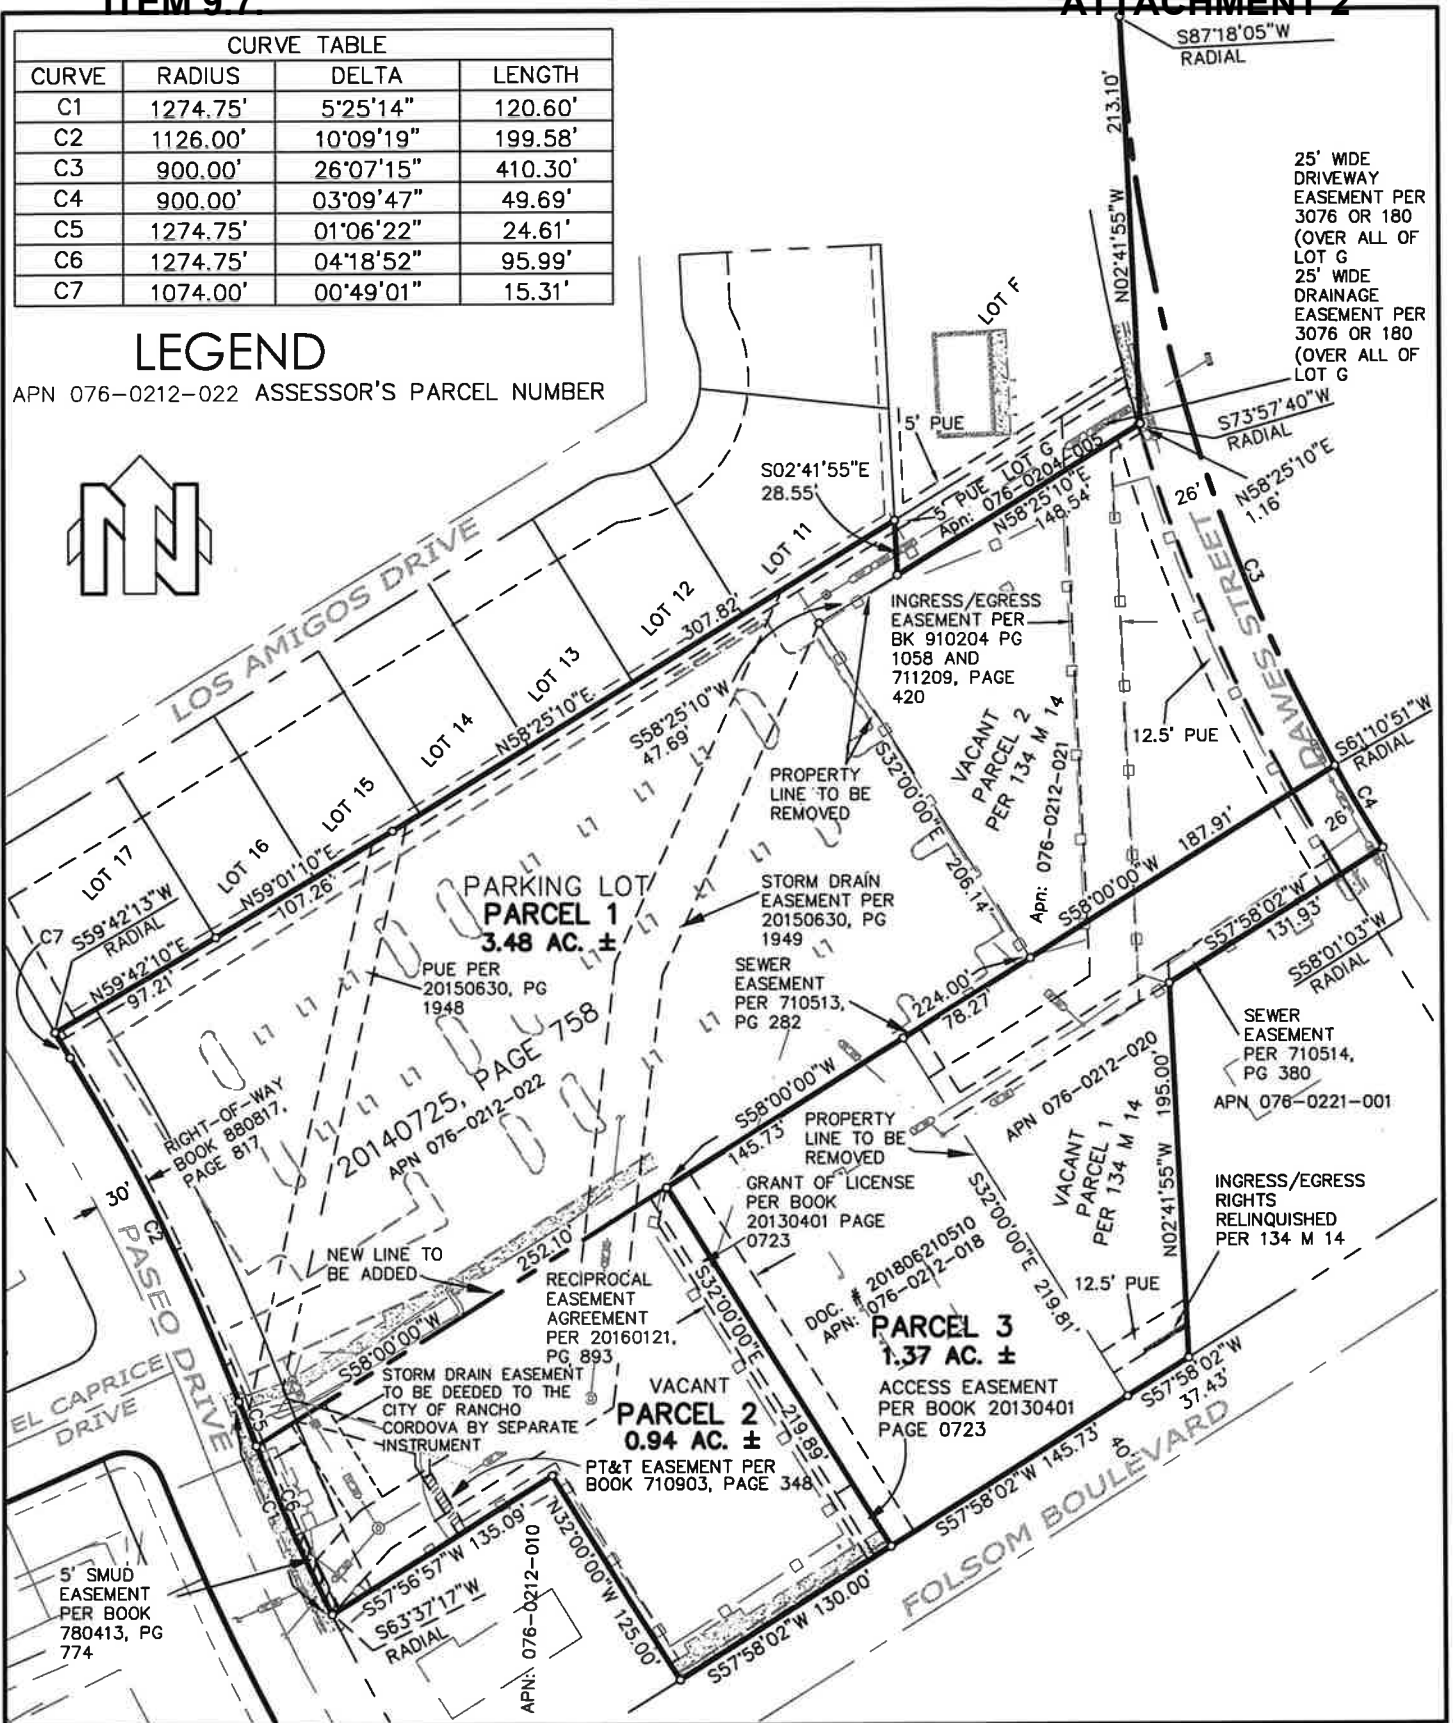 ITEM 9.7.
ATTACHMENT 2
CURVE TABLE
CURVE RADIUS DELTA LENGTH
C1 1274.75' 5°25'14" 120.60'
C2 1126.00' 10°09'19" 199.58'
C3 900.00' 26°07'15" 410.30'
C4 900.00' 03°09'47" 49.69'
C5 1274.75' 01°06'22" 24.61'
C6 1274.75' 04°18'52" 95.99'
C7 1074.00' 00°49'01" 15.31'
LEGEND
APN 076-0212-022 ASSESSOR'S PARCEL NUMBER
S87°18'05"W
RADIAL
213.10'
N02°41'55"W
25' WIDE
DRIVEWAY
EASEMENT PER
3076 OR 180
(OVER ALL OF
LOT G
25' WIDE
DRAINAGE
EASEMENT PER
3076 OR 180
(OVER ALL OF
LOT G
LOT F
5' PUE
S73°57'40"W
RADIAL
N58°25'10"E
1.16'
S02°41'55"E
28.55'
5' PUE LOT G
Apn: 076-0204-005
N58°25'10"E
148.54'
26'
DAWES STREET
C3
LOS AMIGOS DRIVE
LOT 11
LOT 12
LOT 13
LOT 14
LOT 15
LOT 16
LOT 17
307.82'
N58°25'10"E
S58°25'10"W
47.69'
INGRESS/EGRESS
EASEMENT PER
BK 910204 PG
1058 AND
711209, PAGE
420
PROPERTY
LINE TO BE
REMOVED
S32°00'00"E 206.14'
VACANT
PARCEL 2
PER 134 M 14
Apn: 076-0212-021
12.5' PUE
S61°10'51"W
RADIAL
C4
26'
187.91'
S58°00'00"W
N59°01'10"E
107.26'
S59°42'13"W
RADIAL
C7
N59°42'10"E
97.21'
PARKING LOT
PARCEL 1
3.48 AC. ±
STORM DRAIN
EASEMENT PER
20150630, PG
1949
PUE PER
20150630, PG
1948
SEWER
EASEMENT
PER 710513,
PG 282
224.00'
78.27'
S57°58'02"W
131.93'
S58°01'03"W
RADIAL
SEWER
EASEMENT
PER 710514,
PG 380
APN 076-0221-001
20140725, PAGE 758
APN 076-0212-022
RIGHT-OF-WAY
BOOK 880817,
PAGE 817
30'
C2
PASEO DRIVE
S58°00'00"W
145.73'
PROPERTY
LINE TO BE
REMOVED
APN 076-0212-020
VACANT
PARCEL 1
PER 134 M 14
N02°41'55"W 195.00'
INGRESS/EGRESS
RIGHTS
RELINQUISHED
PER 134 M 14
GRANT OF LICENSE
PER BOOK
20130401 PAGE
0723
S32°00'00"E 219.81'
12.5' PUE
DOC. # 201806210510
APN: 076-0212-018
PARCEL 3
1.37 AC. ±
NEW LINE TO
BE ADDED
252.10'
S58°00'00"W
RECIPROCAL
EASEMENT
AGREEMENT
PER 20160121,
PG 893
S32°00'00"E 219.89'
STORM DRAIN EASEMENT
TO BE DEEDED TO THE
CITY OF RANCHO
CORDOVA BY SEPARATE
INSTRUMENT
VACANT
PARCEL 2
0.94 AC. ±
ACCESS EASEMENT
PER BOOK 20130401
PAGE 0723
PT&T EASEMENT PER
BOOK 710903, PAGE 348
S57°58'02"W
37.43'
40'
S57°58'02"W 145.73'
FOLSOM BOULEVARD
EL CAPRICE
DRIVE
C5
C6
C1
S57°56'57"W 135.09'
S63°37'17"W
RADIAL
N32°00'00"W 125.00'
APN: 076-0212-010
S57°58'02"W 130.00'
5' SMUD
EASEMENT
PER BOOK
780413, PG
774